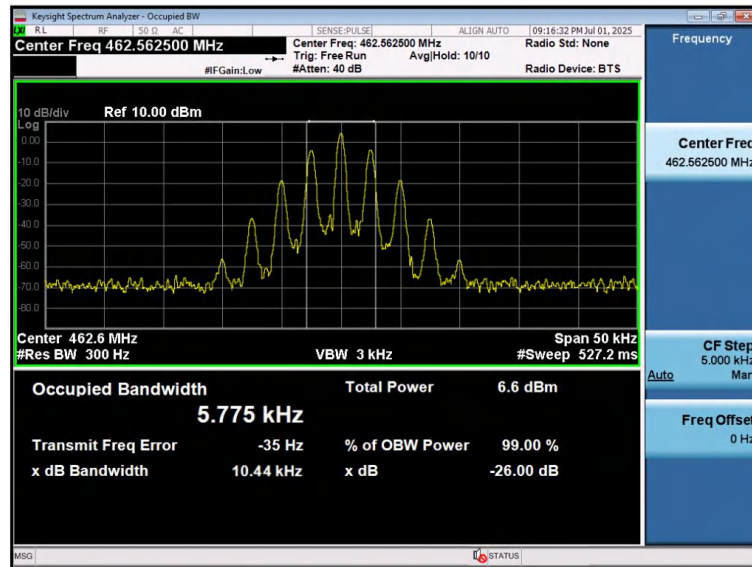 Keysight Spectrum Analyzer - Occupied BW
LXI RL RF 50 Ω AC SENSE:PULSE ALIGN AUTO 09:16:32 PM Jul 01, 2025
Center Freq 462.562500 MHz
Center Freq: 462.562500 MHz
Radio Std: None
Trig: Free Run Avg|Hold: 10/10
#IFGain:Low
#Atten: 40 dB
Radio Device: BTS
10 dB/div Ref 10.00 dBm
Log
0.00
-10.0
-20.0
-30.0
-40.0
-50.0
-60.0
-70.0
-80.0
Center 462.6 MHz
Span 50 kHz
#Res BW 300 Hz
VBW 3 kHz
#Sweep 527.2 ms
Occupied Bandwidth
Total Power 6.6 dBm
5.775 kHz
Transmit Freq Error -35 Hz
% of OBW Power 99.00 %
x dB Bandwidth 10.44 kHz
x dB -26.00 dB
Frequency
Center Freq
462.562500 MHz
CF Step
5.000 kHz
Auto Man
Freq Offset
0 Hz
MSG STATUS